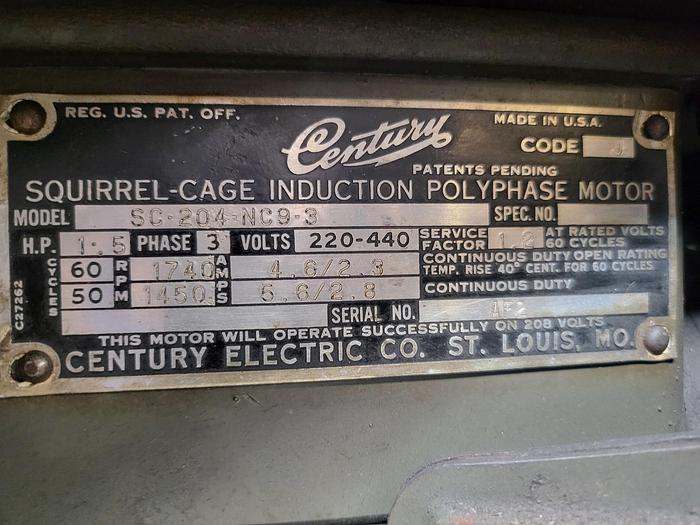 REG. U.S. PAT. OFF.
Century
MADE IN U.S.A.
CODE J
PATENTS PENDING
SQUIRREL-CAGE INDUCTION POLYPHASE MOTOR
MODEL SC-204-NC9-3 SPEC. NO.
H.P. 1.5 PHASE 3 VOLTS 220-440 SERVICE FACTOR 1.2 AT RATED VOLTS 60 CYCLES
CYCLES 60 RPM 1740 AMPS 4.6/2.3 CONTINUOUS DUTY OPEN RATING TEMP. RISE 40° CENT. FOR 60 CYCLES
50 1450 5.6/2.8 CONTINUOUS DUTY
SERIAL NO.
THIS MOTOR WILL OPERATE SUCCESSFULLY ON 208 VOLTS
CENTURY ELECTRIC CO. ST. LOUIS, MO.
C27262